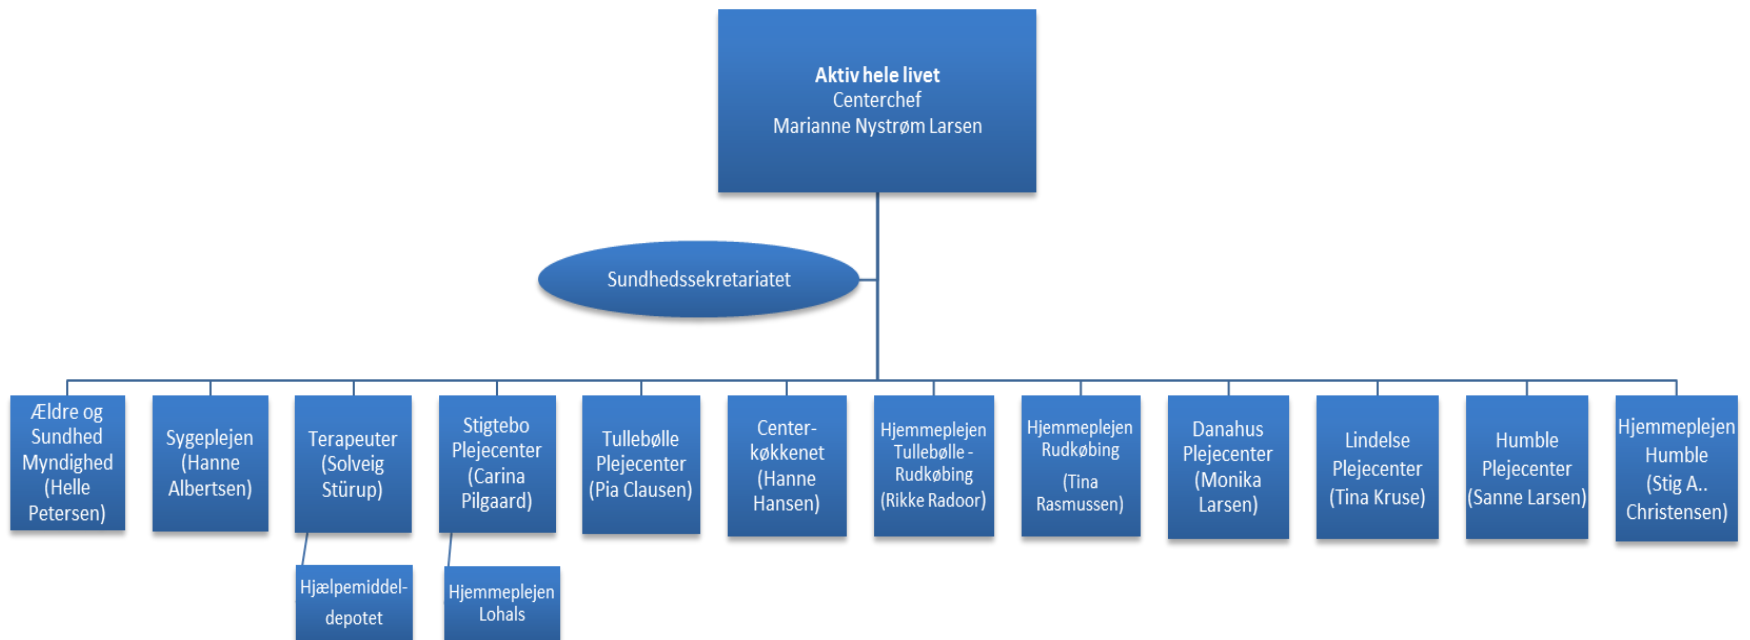 Aktiv hele livet
Centerchef
Marianne Nystrøm Larsen
Sundhedssekretariatet
Ældre og
Sundhed
Myndighed
(Helle
Petersen)
Sygeplejen
(Hanne
Albertsen)
Terapeuter
(Solveig
Stürup)
Stigtebo
Plejecenter
(Carina
Pilgaard)
Tullebølle
Plejecenter
(Pia Clausen)
Center-
køkkenet
(Hanne
Hansen)
Hjemmeplejen
Tullebølle -
Rudkøbing
(Rikke Radoor)
Hjemmeplejen
Rudkøbing
(Tina
Rasmussen)
Danahus
Plejecenter
(Monika
Larsen)
Lindelse
Plejecenter
(Tina Kruse)
Humble
Plejecenter
(Sanne Larsen)
Hjemmeplejen
Humble
(Stig A..
Christensen)
Hjælpemiddel-
depotet
Hjemmeplejen
Lohals